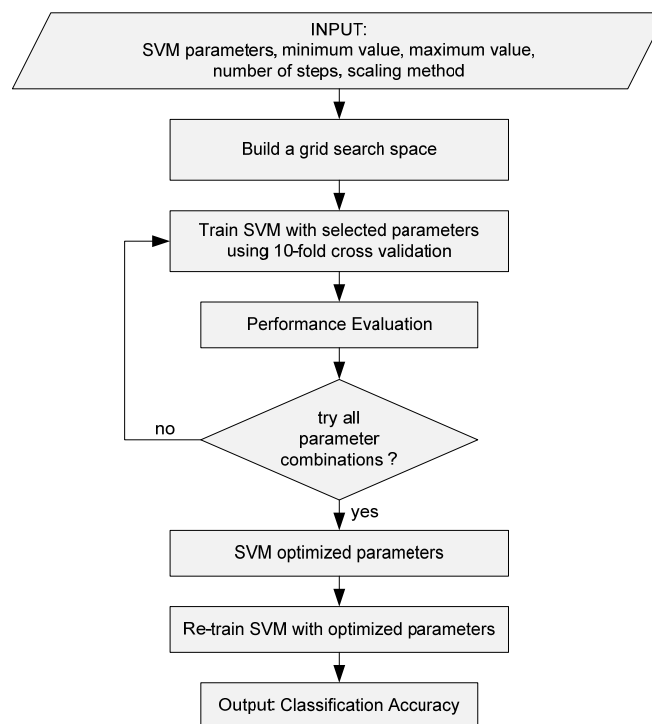 INPUT:
SVM parameters, minimum value, maximum value,
number of steps, scaling method
Build a grid search space
Train SVM with selected parameters
using 10-fold cross validation
Performance Evaluation
try all
parameter
combinations ?
no
yes
SVM optimized parameters
Re-train SVM with optimized parameters
Output: Classification Accuracy